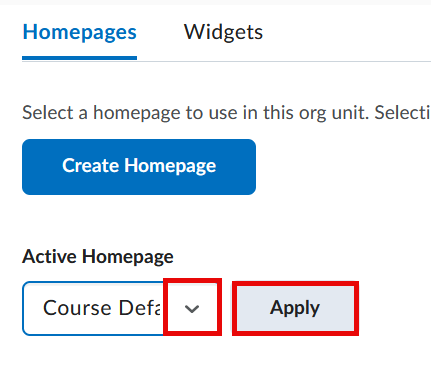 Homepages Widgets
Select a homepage to use in this org unit. Selecti
Create Homepage
Active Homepage
Course Defa Apply